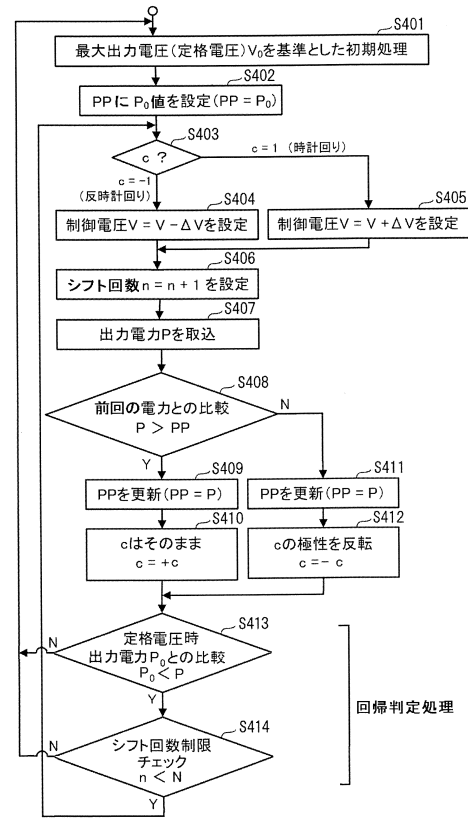 S401
最大出力電圧(定格電圧)V₀を基準とした初期処理
S402
PPにP₀値を設定(PP = P₀)
S403
c ?
c = 1 (時計回り)
c = -1
(反時計回り)
S404
制御電圧V = V - ΔVを設定
S405
制御電圧V = V + ΔVを設定
S406
シフト回数 n = n + 1 を設定
S407
出力電力Pを取込
S408
前回の電力との比較
P > PP
N
Y
S409
PPを更新(PP = P)
S411
PPを更新(PP = P)
S410
cはそのまま
c = +c
S412
cの極性を反転
c = - c
S413
N
定格電圧時
出力電力P₀との比較
P₀ < P
Y
回帰判定処理
S414
N
シフト回数制限
チェック
n < N
Y